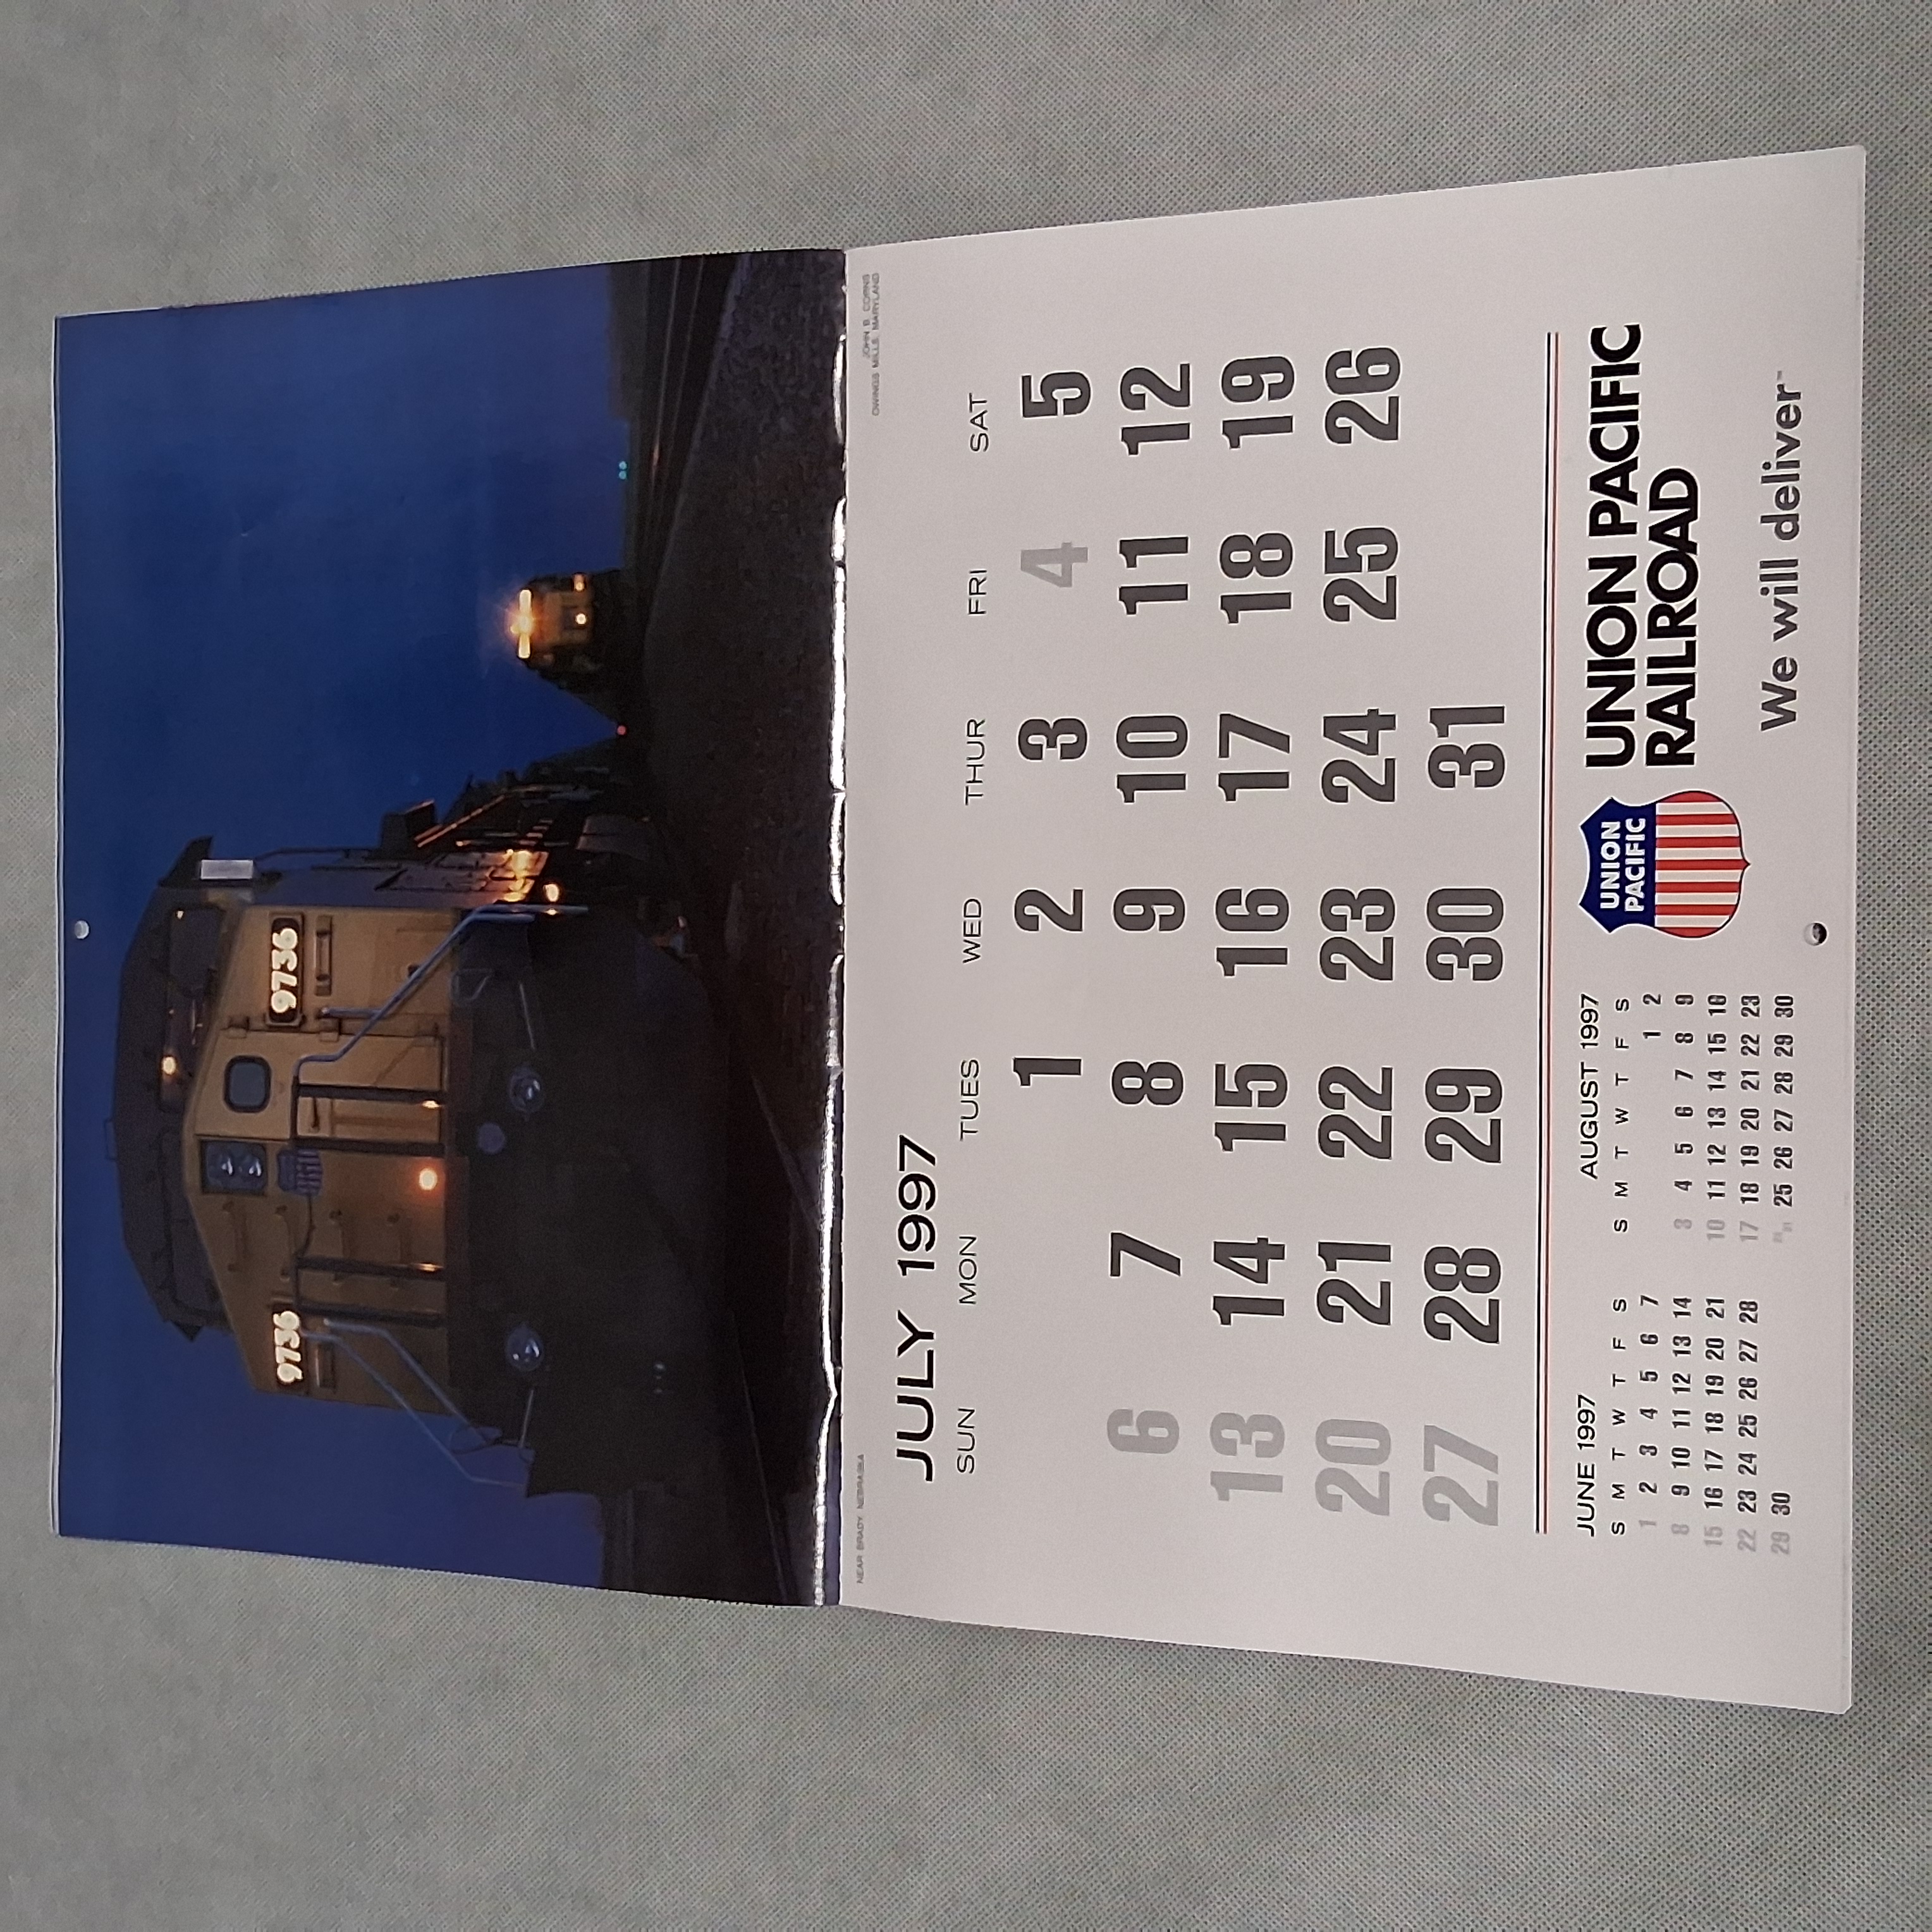 9736
9736
NEAR BRADY, NEBRASKA
JOHN B. CORNS
OWINGS MILLS, MARYLAND
JULY 1997
SUN MON TUES WED THUR FRI SAT
1 2 3 4 5
6 7 8 9 10 11 12
13 14 15 16 17 18 19
20 21 22 23 24 25 26
27 28 29 30 31
JUNE 1997
S M T W T F S
1 2 3 4 5 6 7
8 9 10 11 12 13 14
15 16 17 18 19 20 21
22 23 24 25 26 27 28
29 30
AUGUST 1997
S M T W T F S
1 2
3 4 5 6 7 8 9
10 11 12 13 14 15 16
17 18 19 20 21 22 23
24/31 25 26 27 28 29 30
UNION
PACIFIC
UNION PACIFIC
RAILROAD
We will deliver™